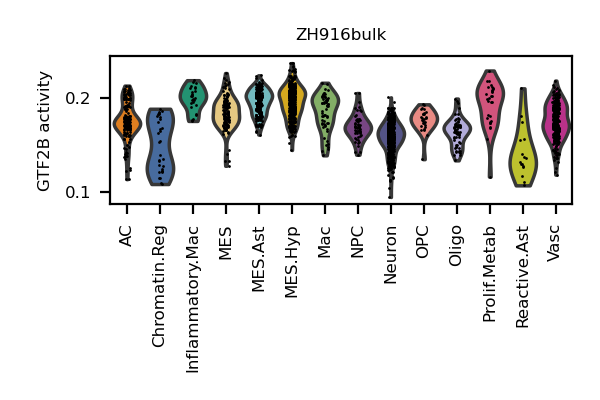 ZH916bulk
GTF2B activity
0.2
0.1
AC
Chromatin.Reg
Inflammatory.Mac
MES
MES.Ast
MES.Hyp
Mac
NPC
Neuron
OPC
Oligo
Prolif.Metab
Reactive.Ast
Vasc